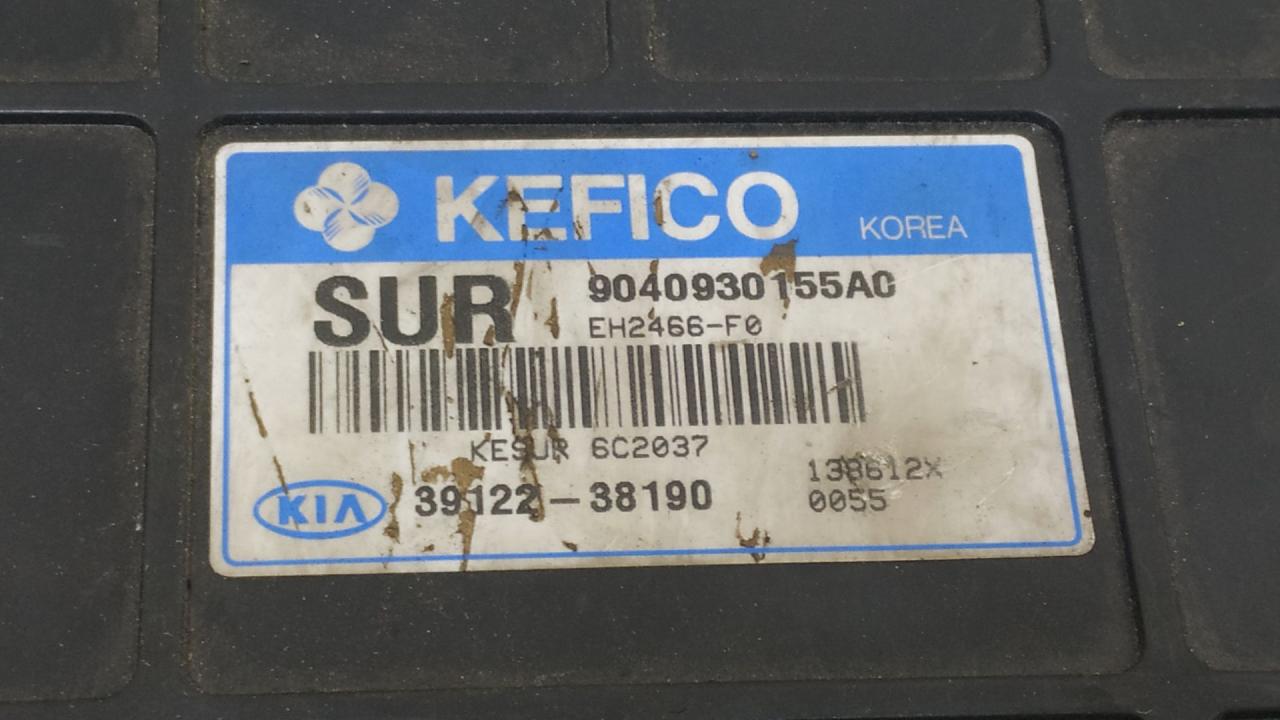 KEFICO KOREA
SUR 9040930155AC
EH2466-F0
KESUR 6C2037
138612X
KIA 39122-38190
0055